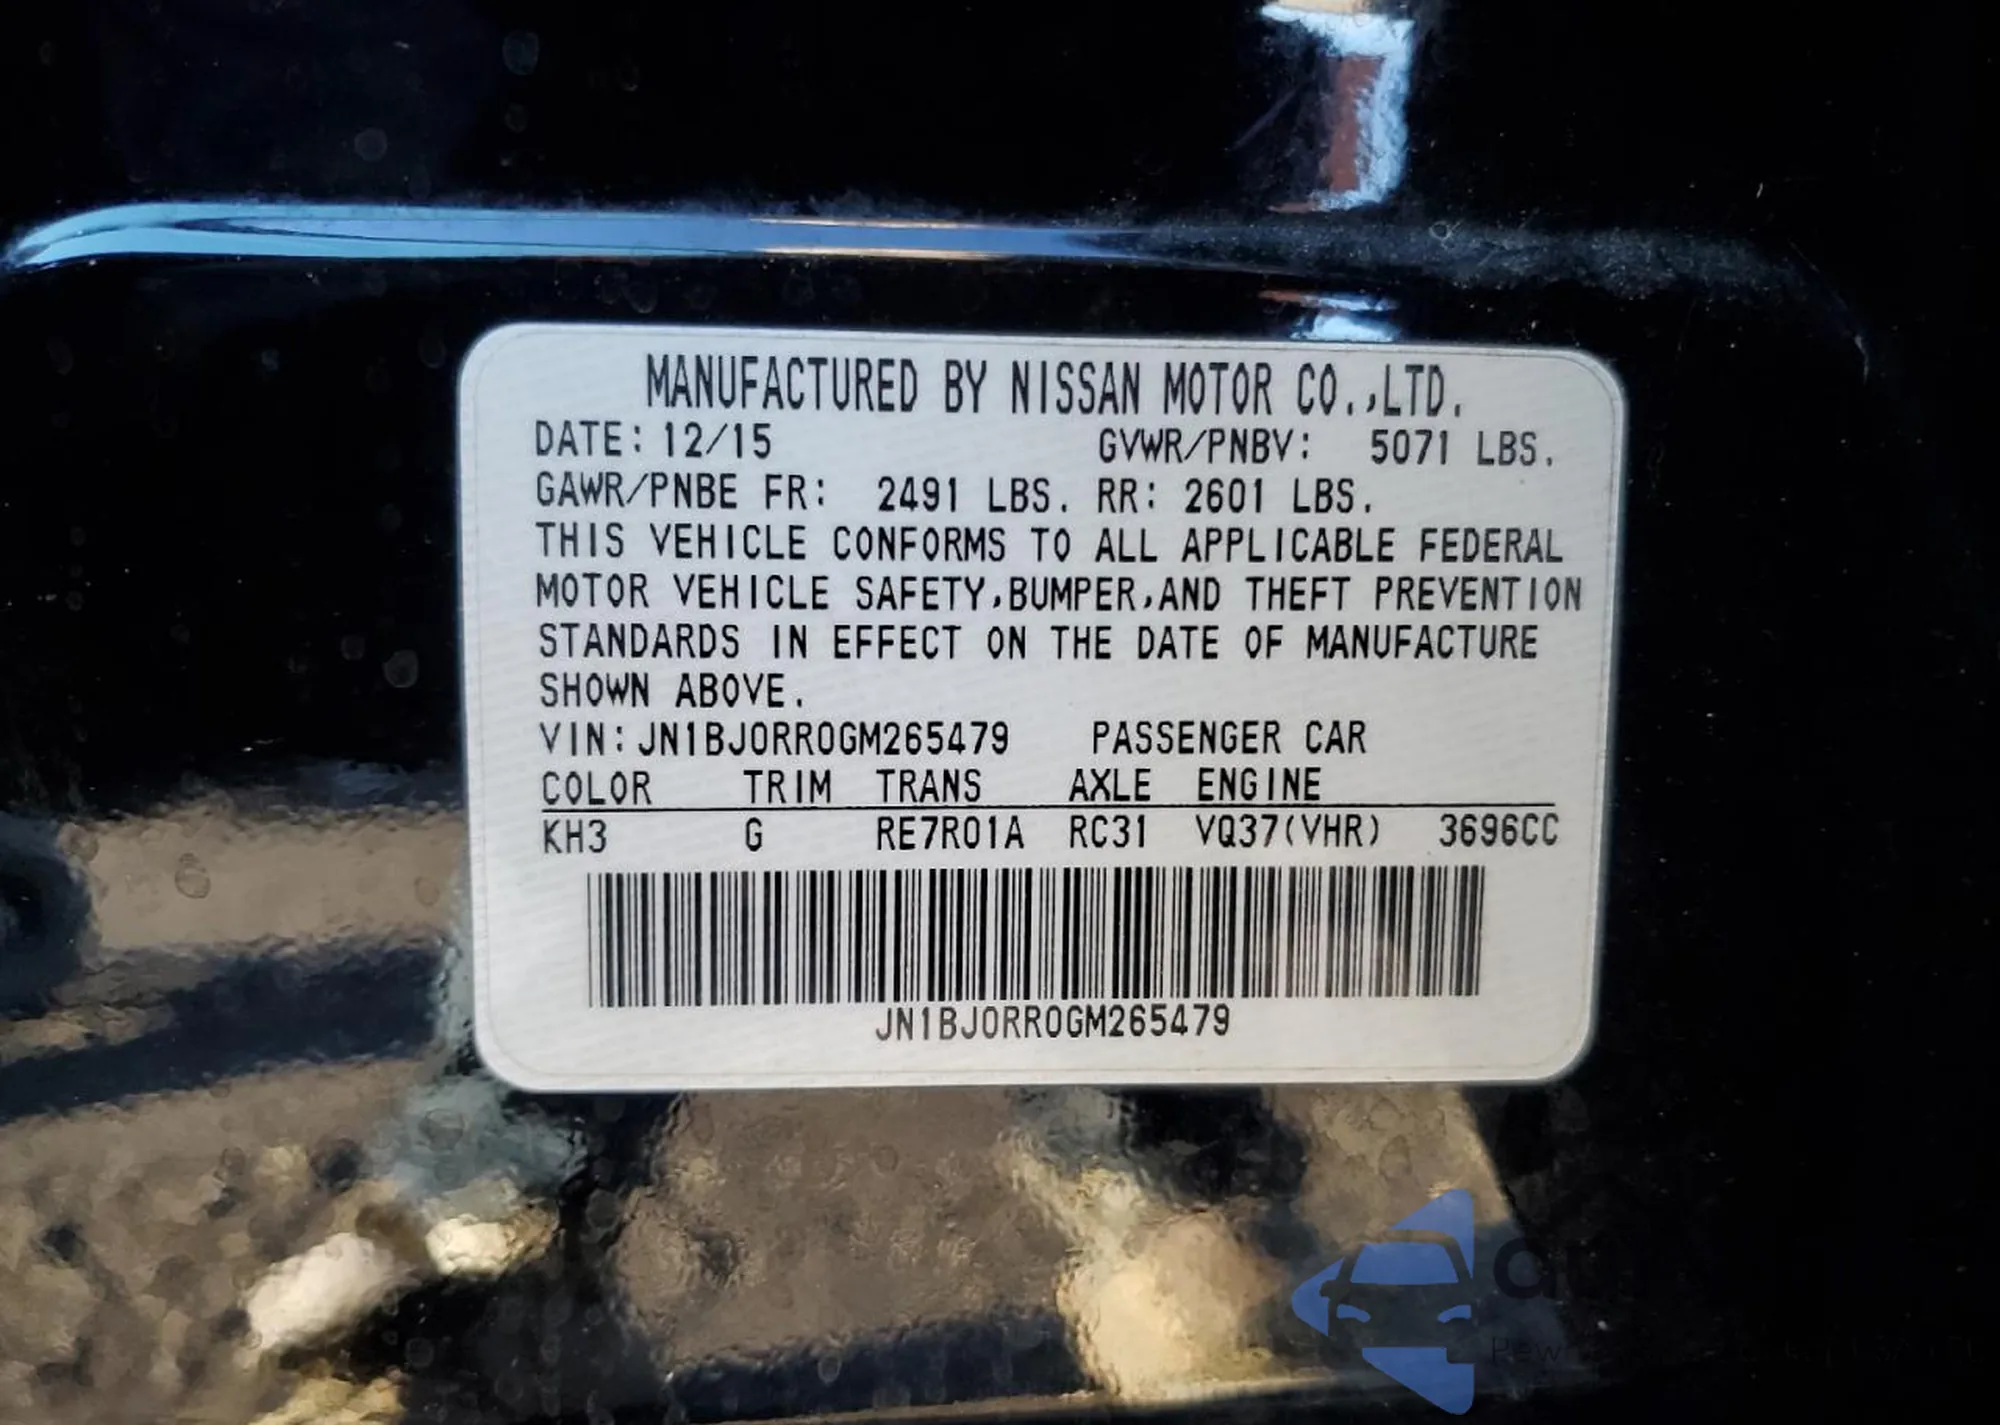 MANUFACTURED BY NISSAN MOTOR CO.,LTD.
DATE: 12/15 GVWR/PNBV: 5071 LBS.
GAWR/PNBE FR: 2491 LBS. RR: 2601 LBS.
THIS VEHICLE CONFORMS TO ALL APPLICABLE FEDERAL
MOTOR VEHICLE SAFETY,BUMPER,AND THEFT PREVENTION
STANDARDS IN EFFECT ON THE DATE OF MANUFACTURE
SHOWN ABOVE.
VIN: JN1BJ0RR0GM265479 PASSENGER CAR
COLOR TRIM TRANS AXLE ENGINE
KH3 G RE7R01A RC31 VQ37(VHR) 3696CC
JN1BJ0RR0GM265479